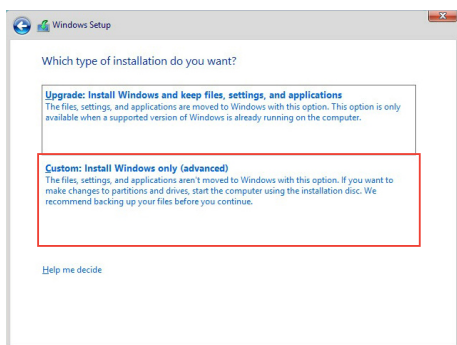 Windows Setup
Which type of installation do you want?
Upgrade: Install Windows and keep files, settings, and applications
The files, settings, and applications are moved to Windows with this option. This option is only
available when a supported version of Windows is already running on the computer.
Custom: Install Windows only (advanced)
The files, settings, and applications aren't moved to Windows with this option. If you want to
make changes to partitions and drives, start the computer using the installation disc. We
recommend backing up your files before you continue.
Help me decide